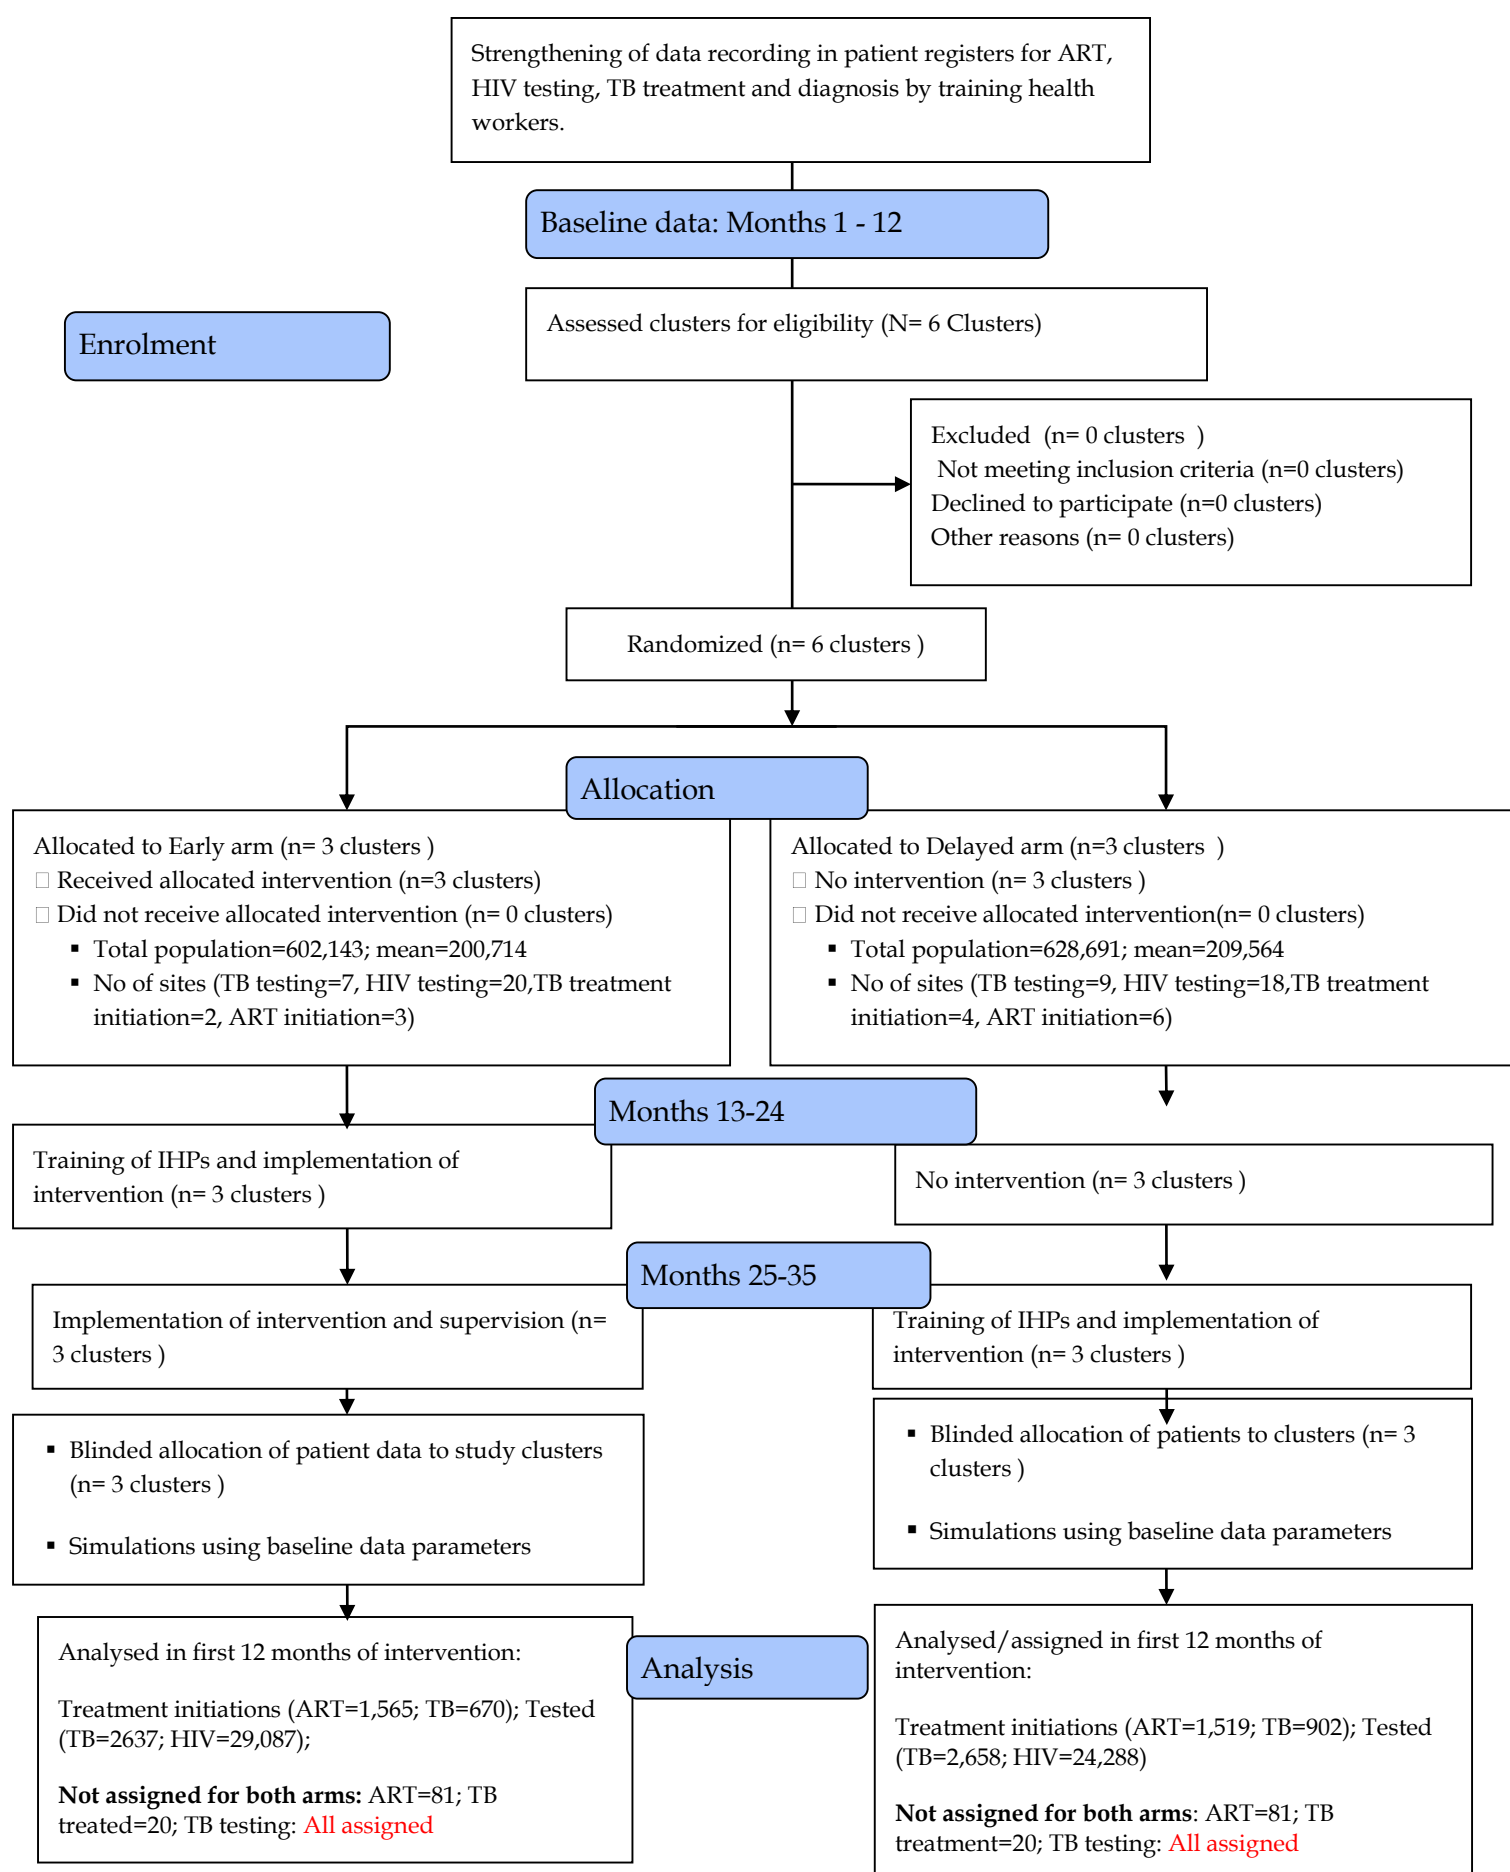 Strengthening of data recording in patient registers for ART,
HIV testing, TB treatment and diagnosis by training health
workers.
Baseline data: Months 1 - 12
Assessed clusters for eligibility (N= 6 Clusters)
Enrolment
Excluded  (n= 0 clusters  )
Not meeting inclusion criteria (n=0 clusters)
Declined to participate (n=0 clusters)
Other reasons (n= 0 clusters)
Randomized (n= 6 clusters )
Allocation
Allocated to Early arm (n= 3 clusters )
□ Received allocated intervention (n=3 clusters)
□ Did not receive allocated intervention (n= 0 clusters)
▪ Total population=602,143; mean=200,714
▪ No of sites (TB testing=7, HIV testing=20,TB treatment
initiation=2, ART initiation=3)
Allocated to Delayed arm (n=3 clusters  )
□ No intervention (n= 3 clusters )
□ Did not receive allocated intervention(n= 0 clusters)
▪ Total population=628,691; mean=209,564
▪ No of sites (TB testing=9, HIV testing=18,TB treatment
initiation=4, ART initiation=6)
Months 13-24
Training of IHPs and implementation of
intervention (n= 3 clusters )
No intervention (n= 3 clusters )
Months 25-35
Implementation of intervention and supervision (n=
3 clusters )
Training of IHPs and implementation of
intervention (n= 3 clusters )
▪ Blinded allocation of patient data to study clusters
(n= 3 clusters )
▪ Simulations using baseline data parameters
▪ Blinded allocation of patients to clusters (n= 3
clusters )
▪ Simulations using baseline data parameters
Analysis
Analysed in first 12 months of intervention:
Treatment initiations (ART=1,565; TB=670); Tested
(TB=2637; HIV=29,087);
Not assigned for both arms: ART=81; TB
treated=20; TB testing: All assigned
Analysed/assigned in first 12 months of
intervention:
Treatment initiations (ART=1,519; TB=902); Tested
(TB=2,658; HIV=24,288)
Not assigned for both arms: ART=81; TB
treatment=20; TB testing: All assigned